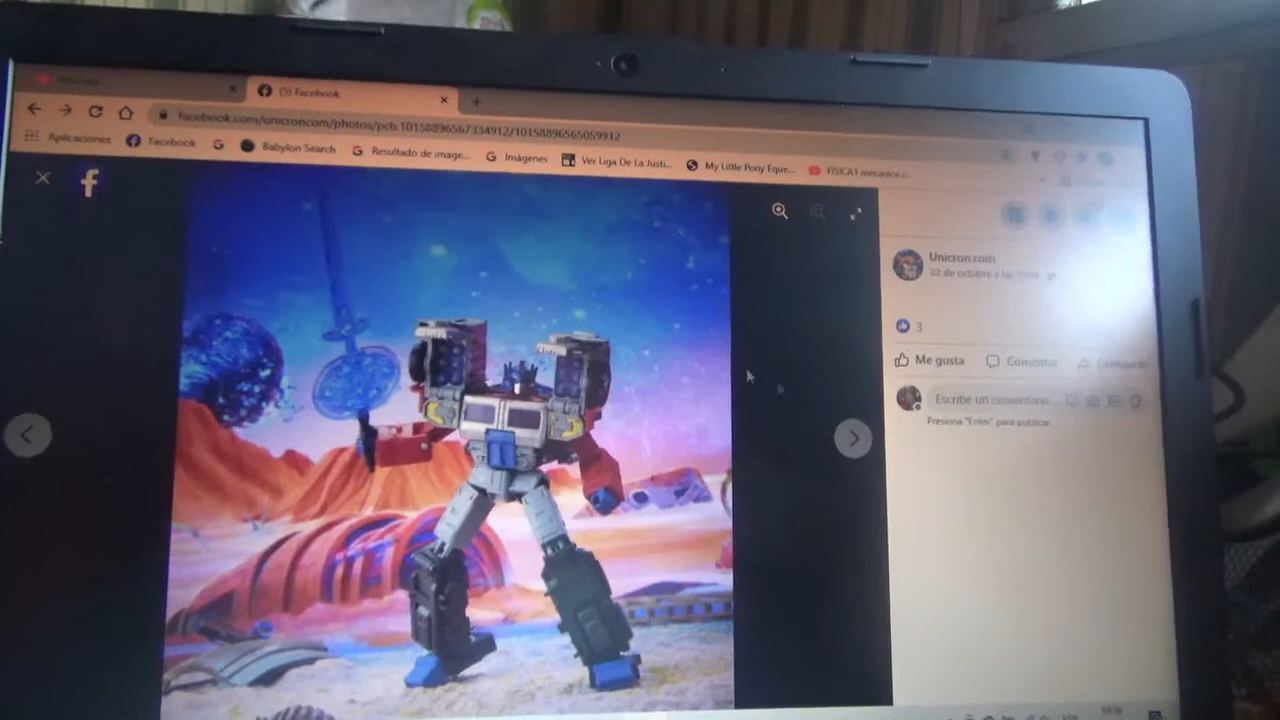 (5) Facebook
facebook.com/unicroncom/photos/pcb.10158896567334912/10158896565059912
Aplicaciones Facebook Babylon Search Resultado de image... Imágenes Ver Liga De La Justi... My Little Pony Eque... FISICA1 mecanica c...
f
Unicron.com
22 de octubre a las
3
Me gusta Comentar Compartir
Escribe un comentario...
Presiona "Enter" para publicar.